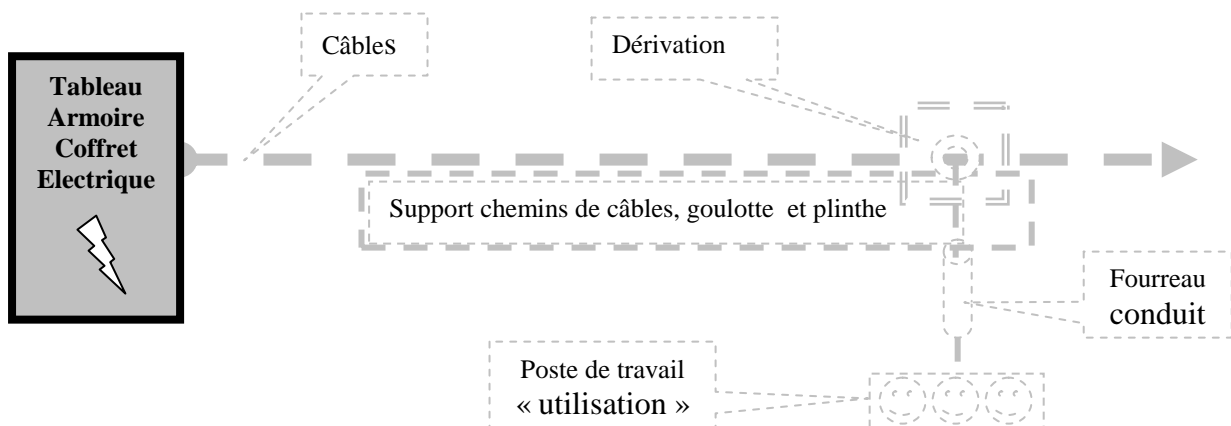 Câbles
Dérivation
Tableau
Armoire
Coffret
Electrique
Support chemins de câbles, goulotte et plinthe
Fourreau
conduit
Poste de travail
« utilisation »